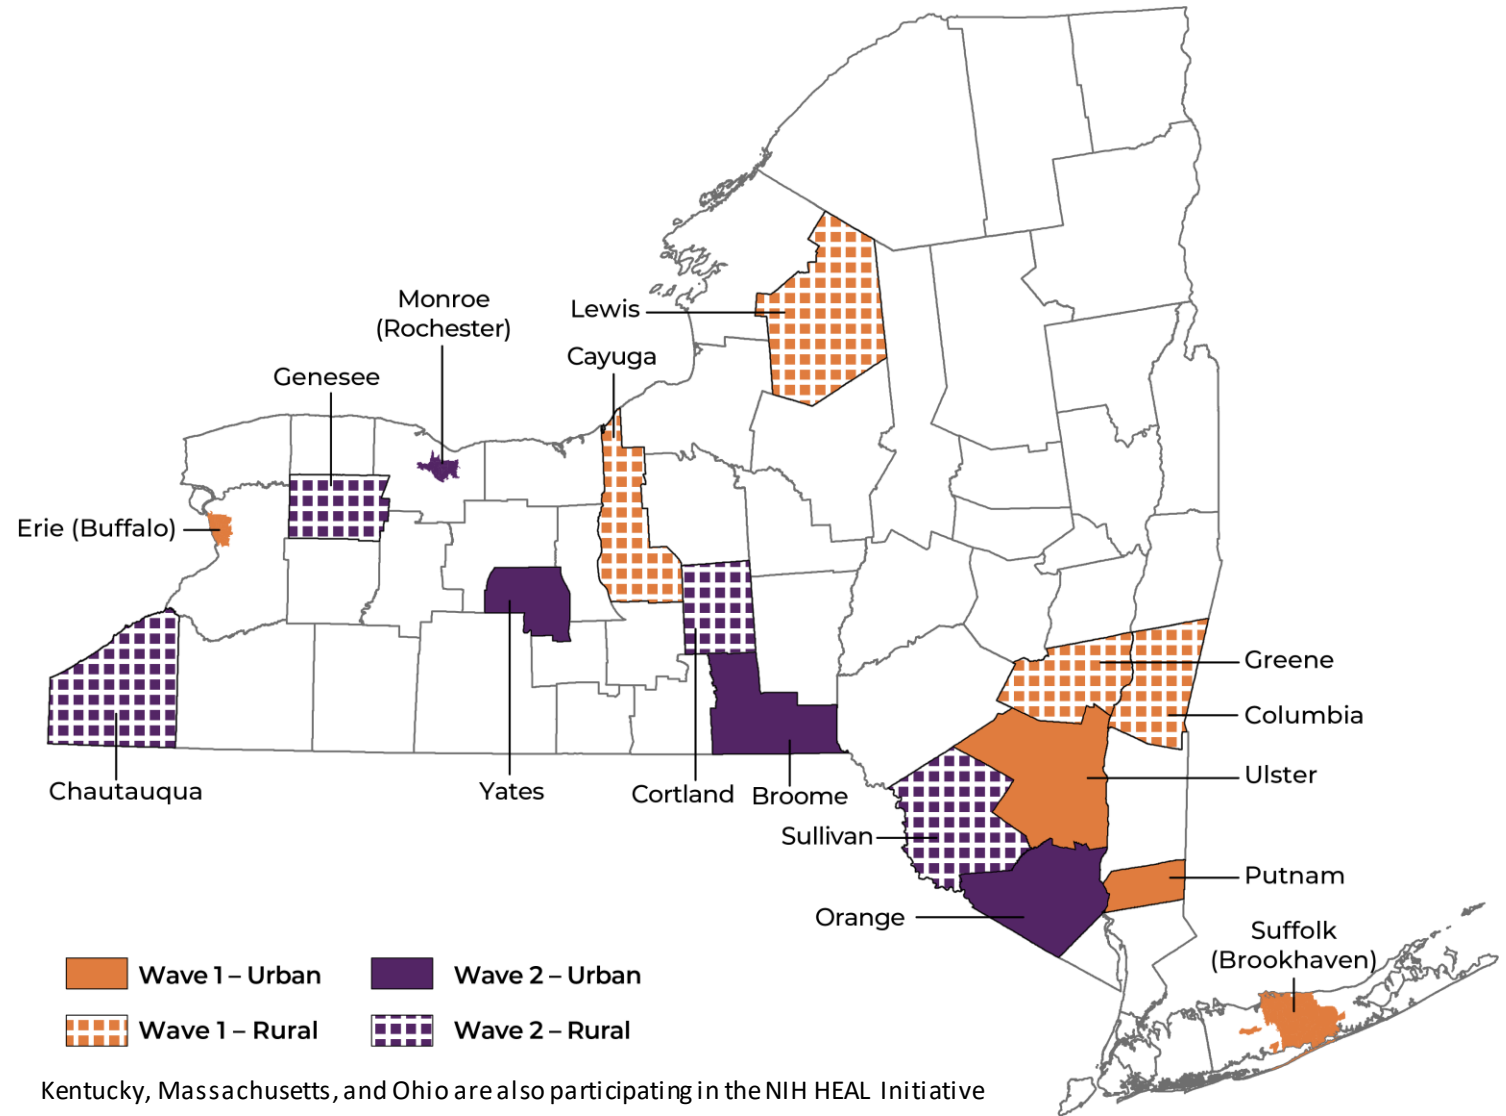 Monroe
(Rochester)
Lewis
Cayuga
Genesee
Erie (Buffalo)
Greene
Columbia
Ulster
Chautauqua
Yates
Cortland
Broome
Sullivan
Putnam
Orange
Suffolk
(Brookhaven)
Wave 1 – Urban
Wave 2 – Urban
Wave 1 – Rural
Wave 2 – Rural
Kentucky, Massachusetts, and Ohio are also participating in the NIH HEAL Initiative